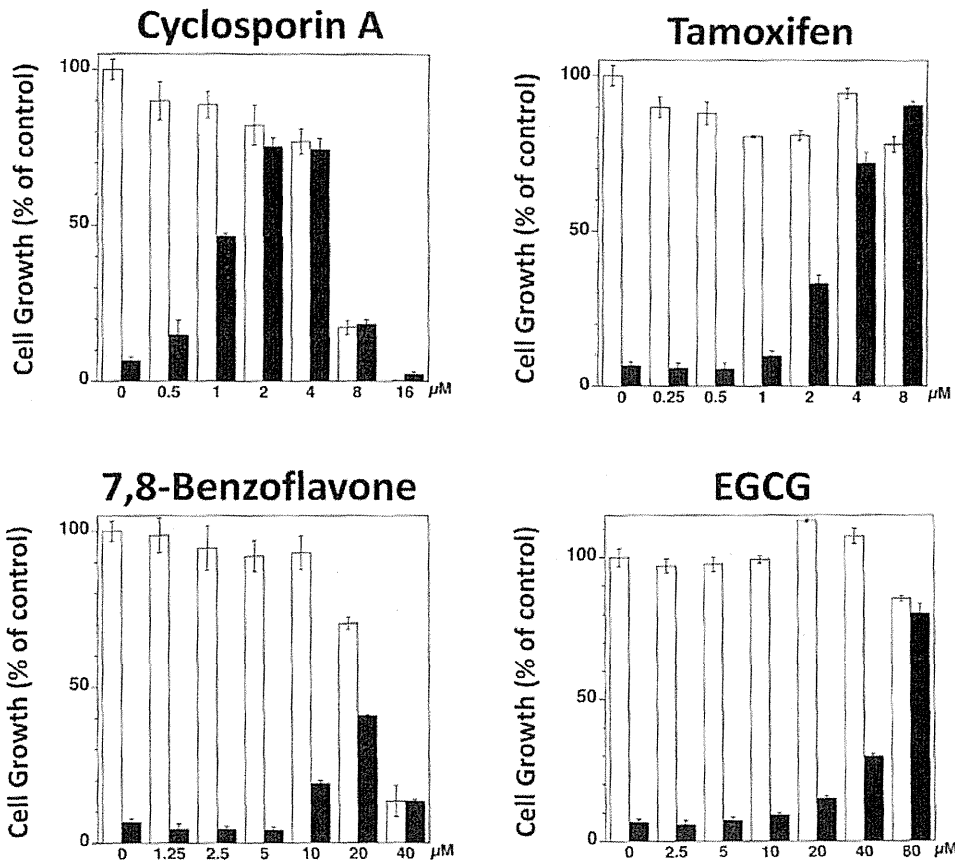 Cyclosporin A
Cell Growth (% of control)
100
50
0
0 0.5 1 2 4 8 16 μM
Tamoxifen
Cell Growth (% of control)
100
50
0
0 0.25 0.5 1 2 4 8 μM
7,8-Benzoflavone
Cell Growth (% of control)
100
50
0
0 1.25 2.5 5 10 20 40 μM
EGCG
Cell Growth (% of control)
100
50
0
0 2.5 5 10 20 40 80 μM